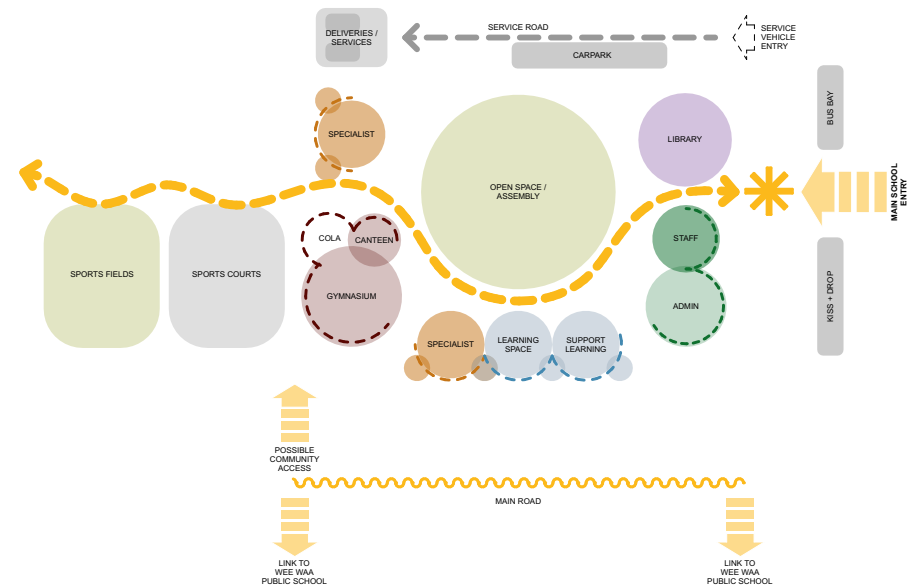 DELIVERIES /
SERVICES
SERVICE ROAD
CARPARK
SERVICE
VEHICLE
ENTRY
BUS BAY
SPECIALIST
LIBRARY
OPEN SPACE /
ASSEMBLY
MAIN SCHOOL
ENTRY
COLA
CANTEEN
STAFF
SPORTS FIELDS
SPORTS COURTS
GYMNASIUM
ADMIN
KISS + DROP
SPECIALIST
LEARNING
SPACE
SUPPORT
LEARNING
POSSIBLE
COMMUNITY
ACCESS
MAIN ROAD
LINK TO
WEE WAA
PUBLIC SCHOOL
LINK TO
WEE WAA
PUBLIC SCHOOL